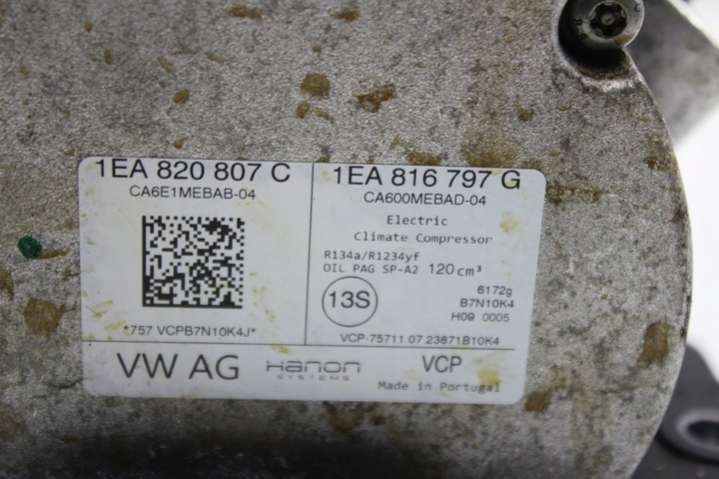 1EA 820 807 C
CA6E1MEBAB-04
*757 VCPB7N10K4J*
1EA 816 797 G
CA600MEBAD-04
Electric
Climate Compressor
R134a/R1234yf
OIL PAG SP-A2 120cm³
13S
6172g
B7N10K4
H09 0005
VCP-75711 07 23871B10K4
VW AG
Hanon
SYSTEMS
VCP
Made in Portugal